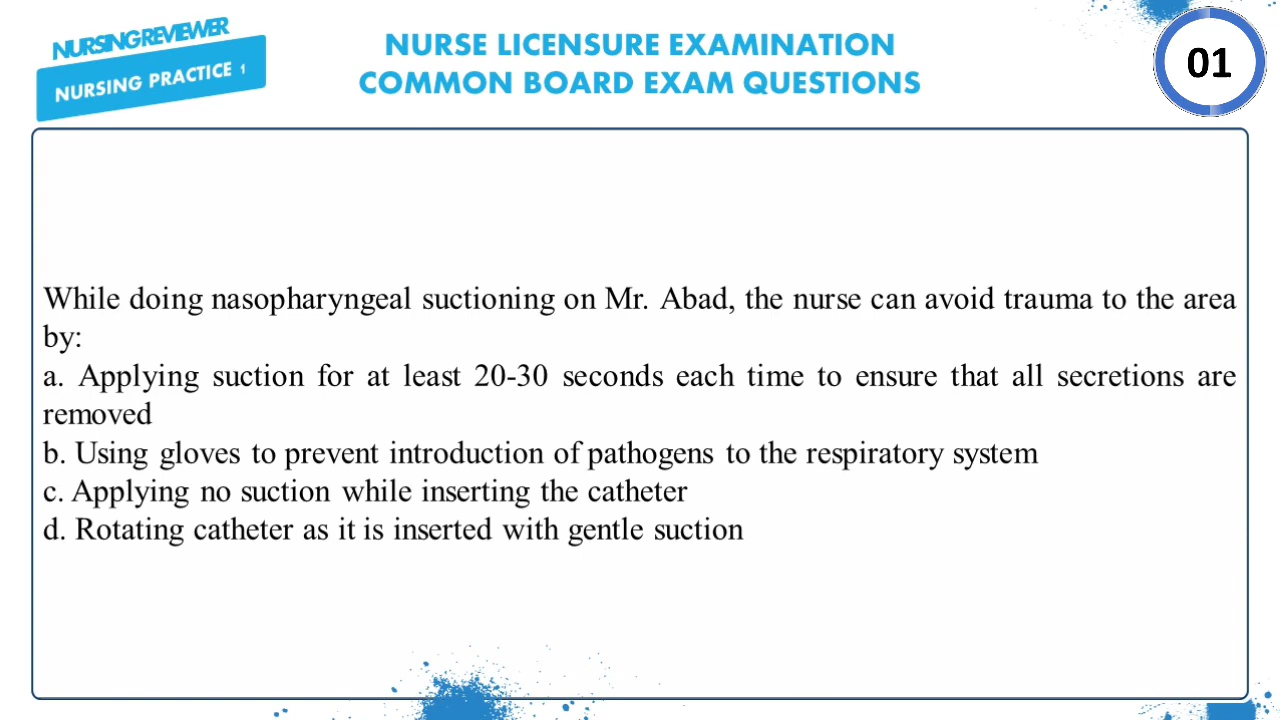 NURSINGREVIEWER
NURSING PRACTICE 1
NURSE LICENSURE EXAMINATION
COMMON BOARD EXAM QUESTIONS
01
While doing nasopharyngeal suctioning on Mr. Abad, the nurse can avoid trauma to the area
by:
a. Applying suction for at least 20-30 seconds each time to ensure that all secretions are
removed
b. Using gloves to prevent introduction of pathogens to the respiratory system
c. Applying no suction while inserting the catheter
d. Rotating catheter as it is inserted with gentle suction